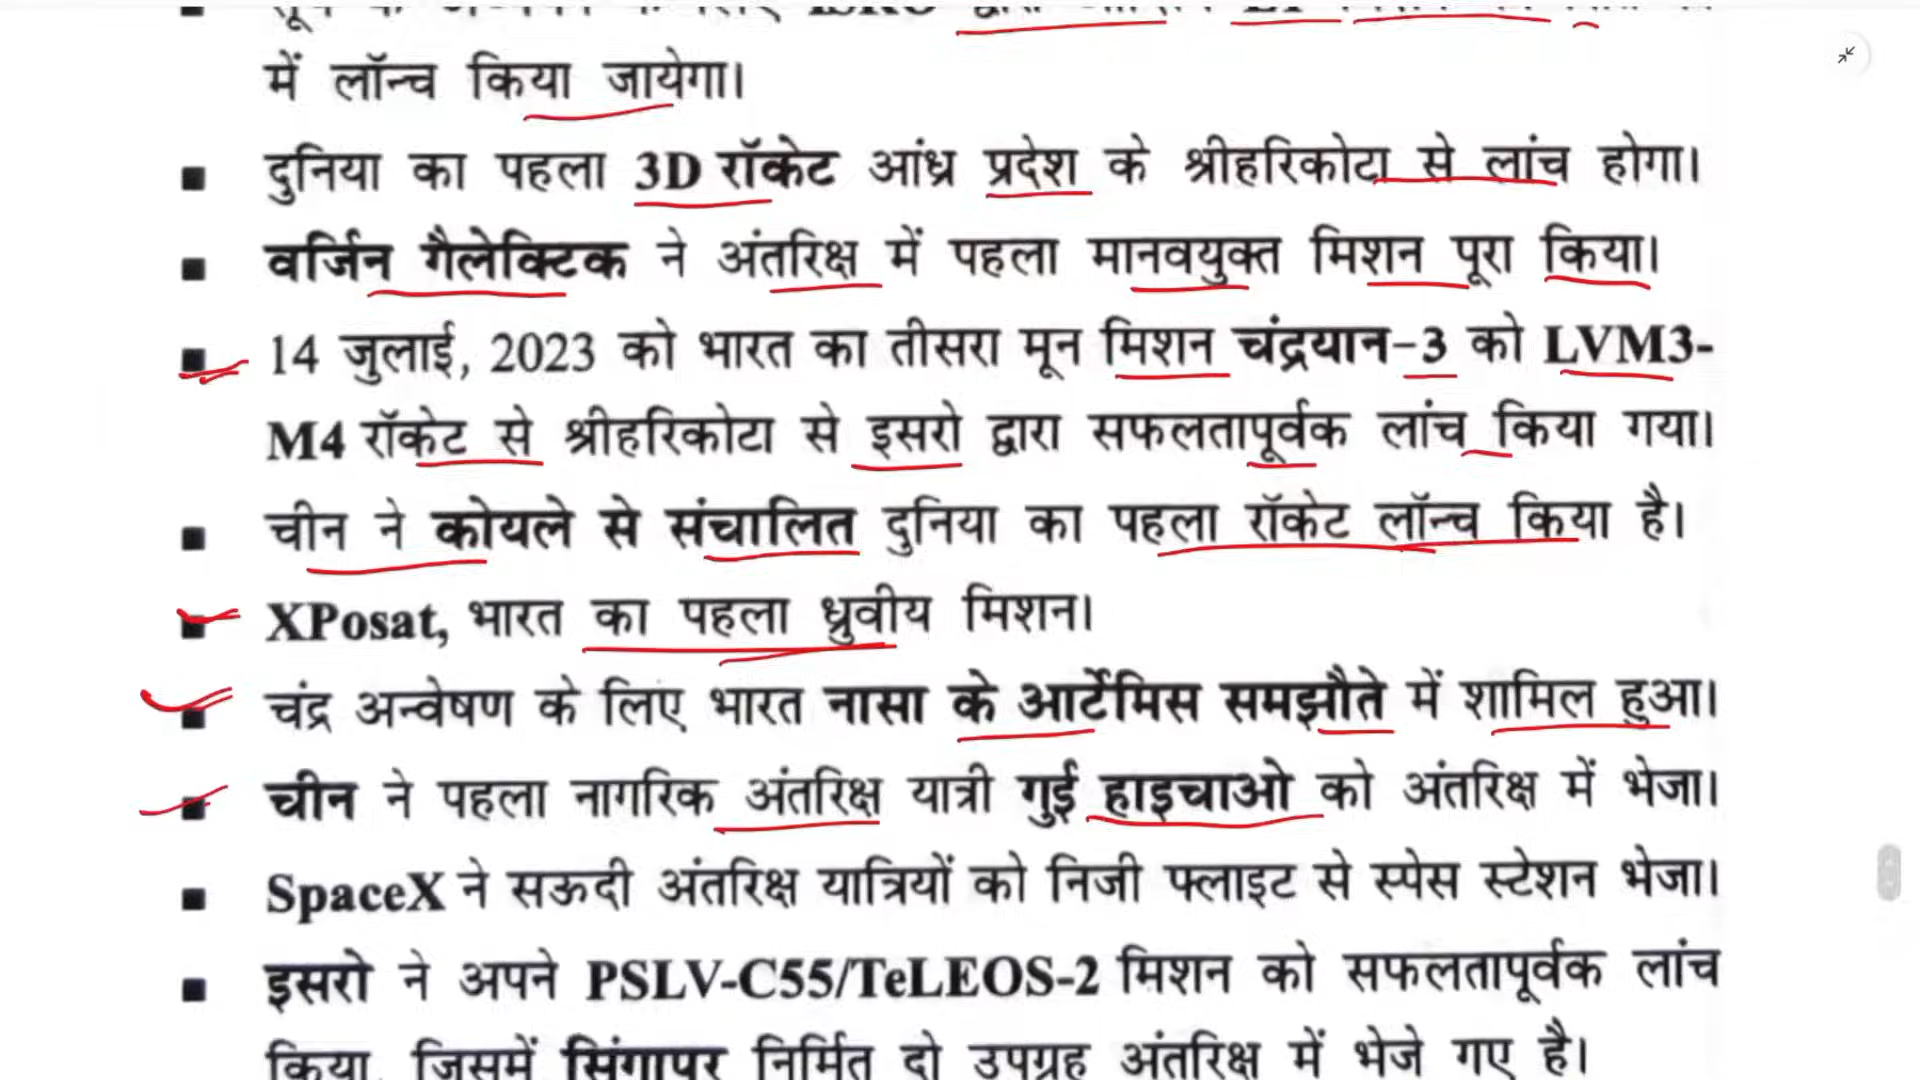 में लॉन्च किया जायेगा।
दुनिया का पहला 3D रॉकेट आंध्र प्रदेश के श्रीहरिकोटा से लांच होगा।
वर्जिन गैलेक्टिक ने अंतरिक्ष में पहला मानवयुक्त मिशन पूरा किया।
14 जुलाई, 2023 को भारत का तीसरा मून मिशन चंद्रयान-3 को LVM3-
M4 रॉकेट से श्रीहरिकोटा से इसरो द्वारा सफलतापूर्वक लांच किया गया।
चीन ने कोयले से संचालित दुनिया का पहला रॉकेट लॉन्च किया है।
XPosat, भारत का पहला ध्रुवीय मिशन।
चंद्र अन्वेषण के लिए भारत नासा के आर्टेमिस समझौते में शामिल हुआ।
चीन ने पहला नागरिक अंतरिक्ष यात्री गुई हाइचाओ को अंतरिक्ष में भेजा।
SpaceX ने सऊदी अंतरिक्ष यात्रियों को निजी फ्लाइट से स्पेस स्टेशन भेजा।
इसरो ने अपने PSLV-C55/TeLEOS-2 मिशन को सफलतापूर्वक लांच
किया, जिसमें सिंगापुर निर्मित दो उपग्रह अंतरिक्ष में भेजे गए है।